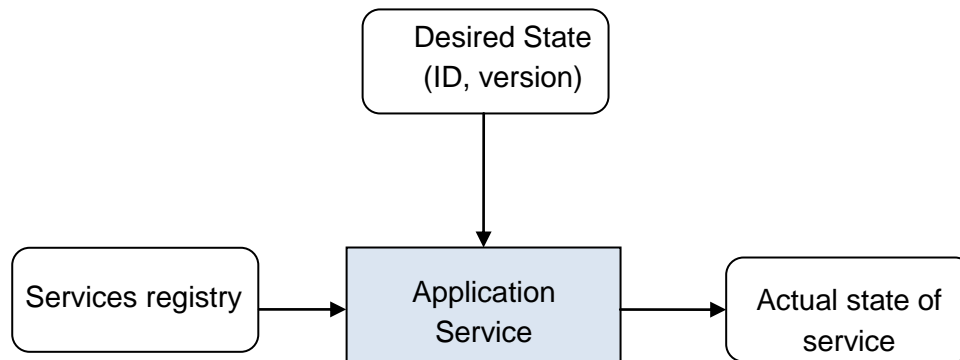 Desired State
(ID, version)
Services registry
Application
Service
Actual state of
service